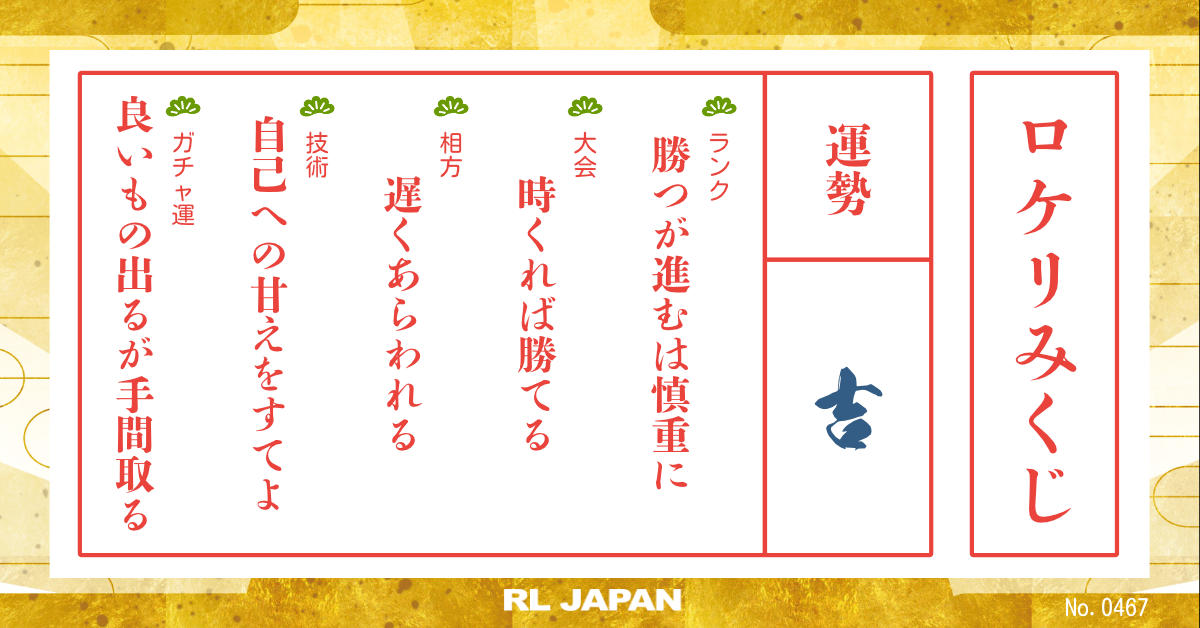 ロケリみくじ
運勢
吉
ランク
勝つが進むは慎重に
大会
時くれば勝てる
相方
遅くあらわれる
技術
自己への甘えをすてよ
ガチャ運
良いもの出るが手間取る
RL JAPAN
No. 0467